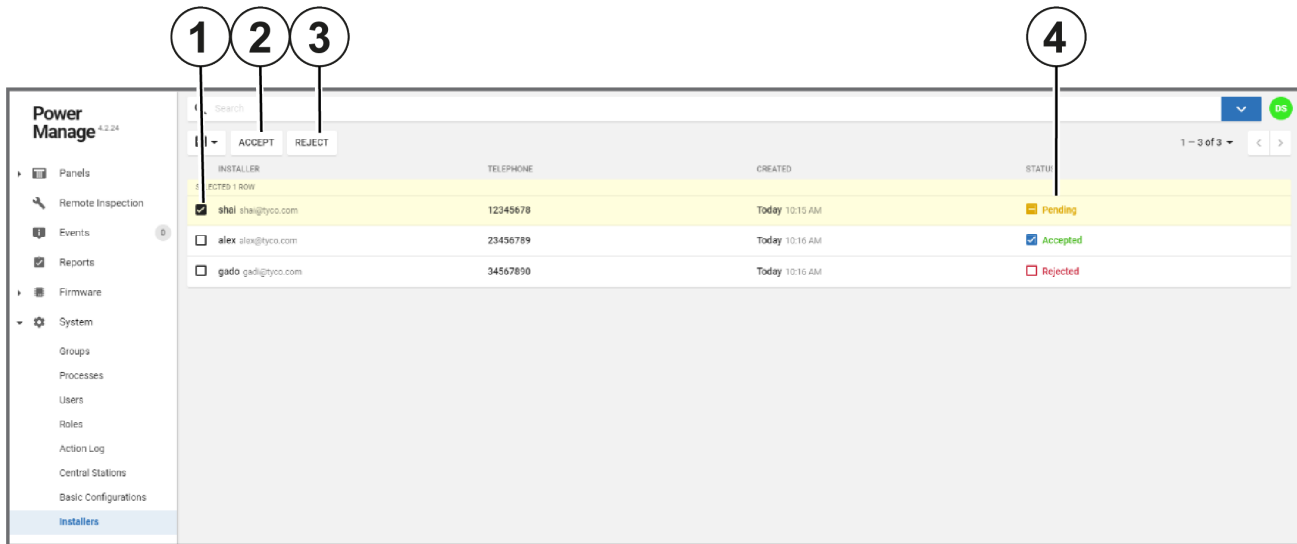 1 2 3 4
Power
Manage 4.2.24
Search
DS
ACCEPT REJECT
1 – 3 of 3
Panels
Remote Inspection
Events 0
Reports
Firmware
System
Groups
Processes
Users
Roles
Action Log
Central Stations
Basic Configurations
Installers
INSTALLER TELEPHONE CREATED STATUS
SELECTED 1 ROW
shai shai@tyco.com 12345678 Today 10:15 AM Pending
alex alex@tyco.com 23456789 Today 10:16 AM Accepted
gado gadi@tyco.com 34567890 Today 10:16 AM Rejected